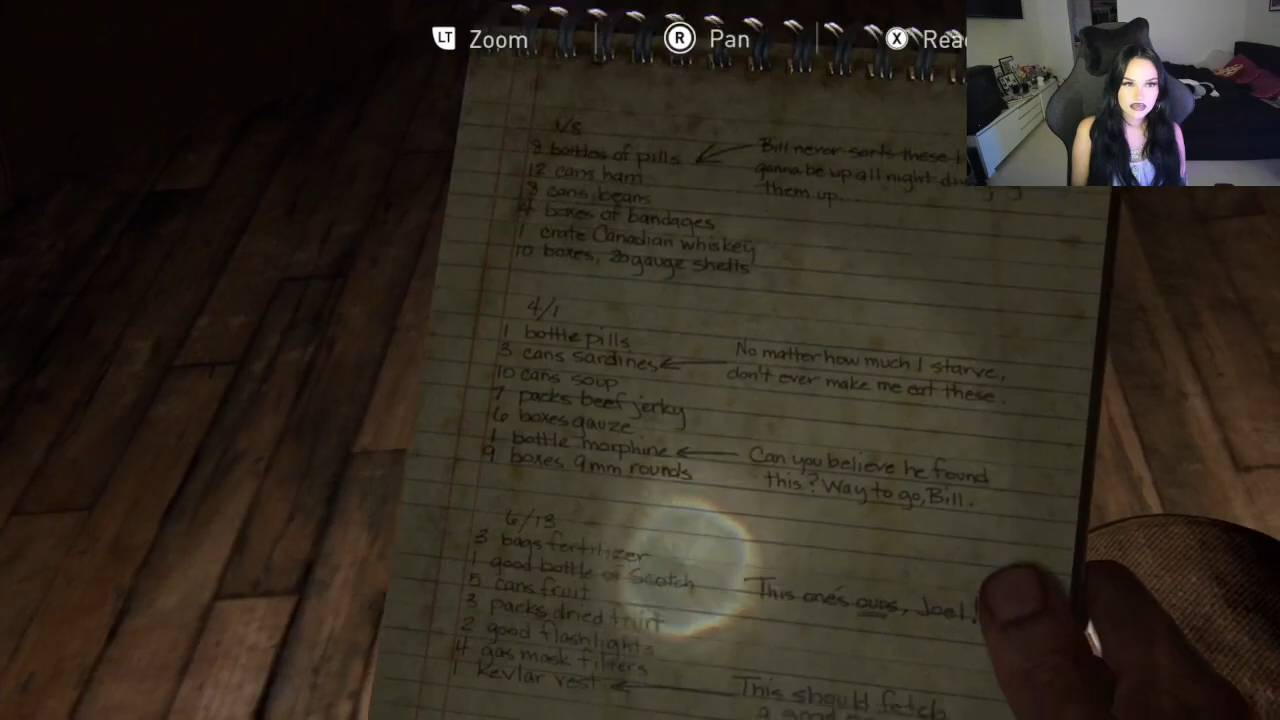 LT Zoom
R Pan
X Read
1/8
8 bottles of pills
12 cans ham
8 cans beans
4 boxes of bandages
1 crate Canadian whiskey
10 boxes, 20 gauge shells
Bill never sorts these
gonna be up all night
them up...
4/1
1 bottle pills
3 cans sardines
10 cans soup
7 packs beef jerky
6 boxes gauze
1 bottle morphine
9 boxes 9mm rounds
No matter how much I starve,
don't ever make me eat these.
Can you believe he found
this? Way to go, Bill.
6/13
3 bags fertilizer
1 good bottle of Scotch
5 cans fruit
3 packs dried fruit
2 good flashlights
4 gas mask filters
1 Kevlar vest
This one's ours, Joel!
This should fetch
a good